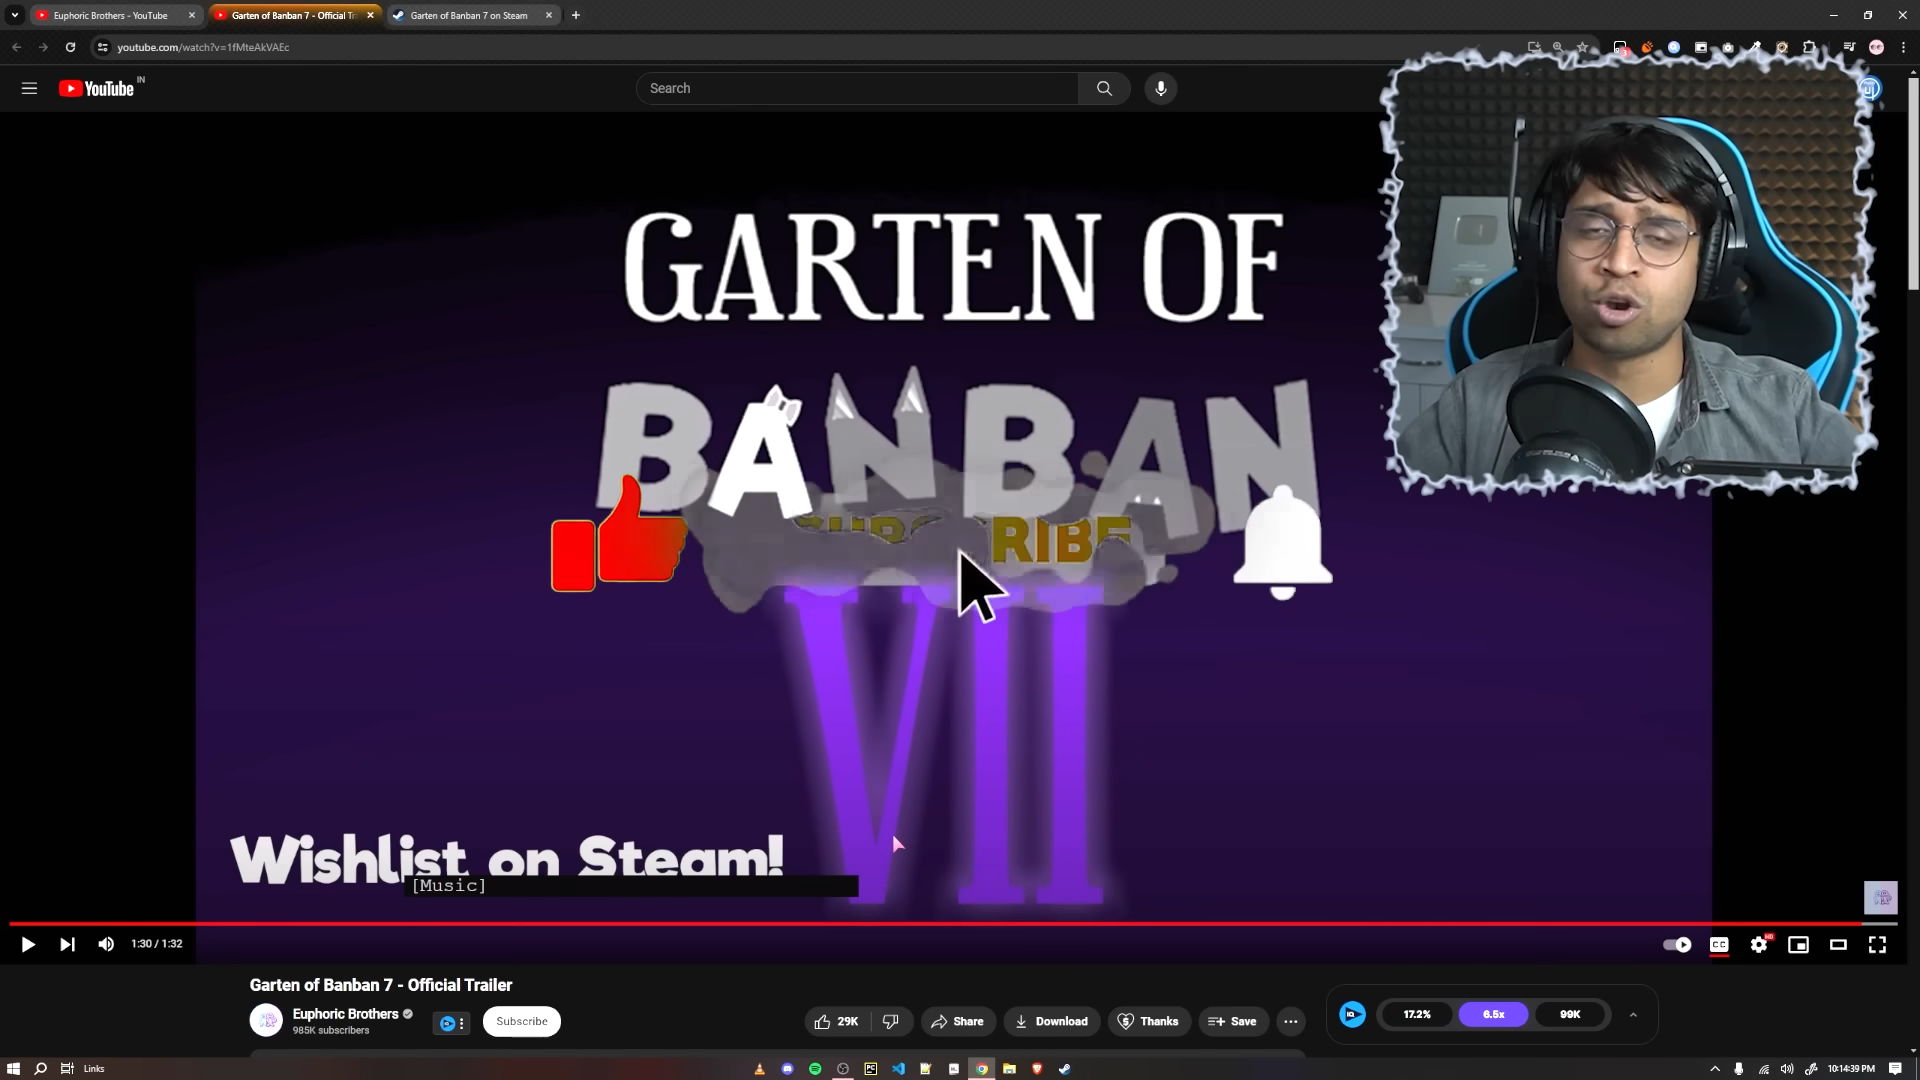 Euphoric Brothers - YouTube
Garten of Banban 7 - Official Tr
Garten of Banban 7 on Steam
youtube.com/watch?v=1fMteAkVAEc
YouTube IN
Search
GARTEN OF
BANBAN
RIBE
VII
Wishlist on Steam!
[Music]
1:30 / 1:32
CC
HD
Garten of Banban 7 - Official Trailer
Euphoric Brothers
985K subscribers
Subscribe
29K
Share
Download
Thanks
Save
IQ
17.2%
6.5x
99K
Links
10:14:39 PM